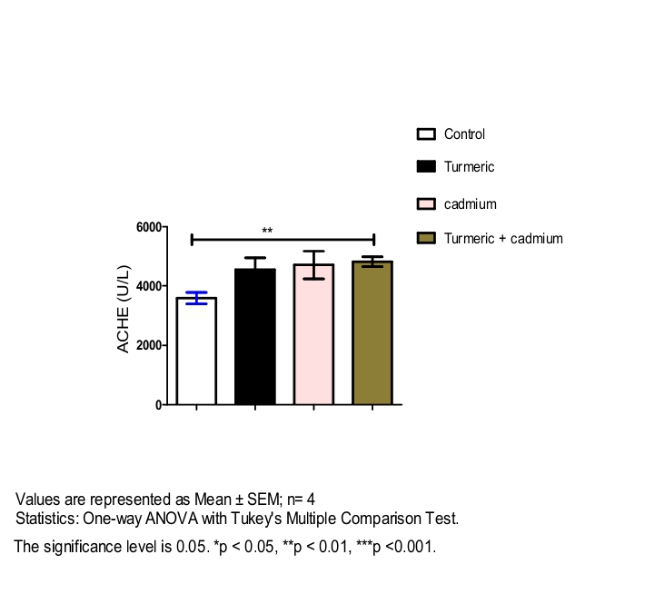 Control
Turmeric
cadmium
Turmeric + cadmium
**
6000
4000
2000
0
ACHE (U/L)
Values are represented as Mean ± SEM; n= 4
Statistics: One-way ANOVA with Tukey's Multiple Comparison Test.
The significance level is 0.05. *p < 0.05, **p < 0.01, ***p <0.001.